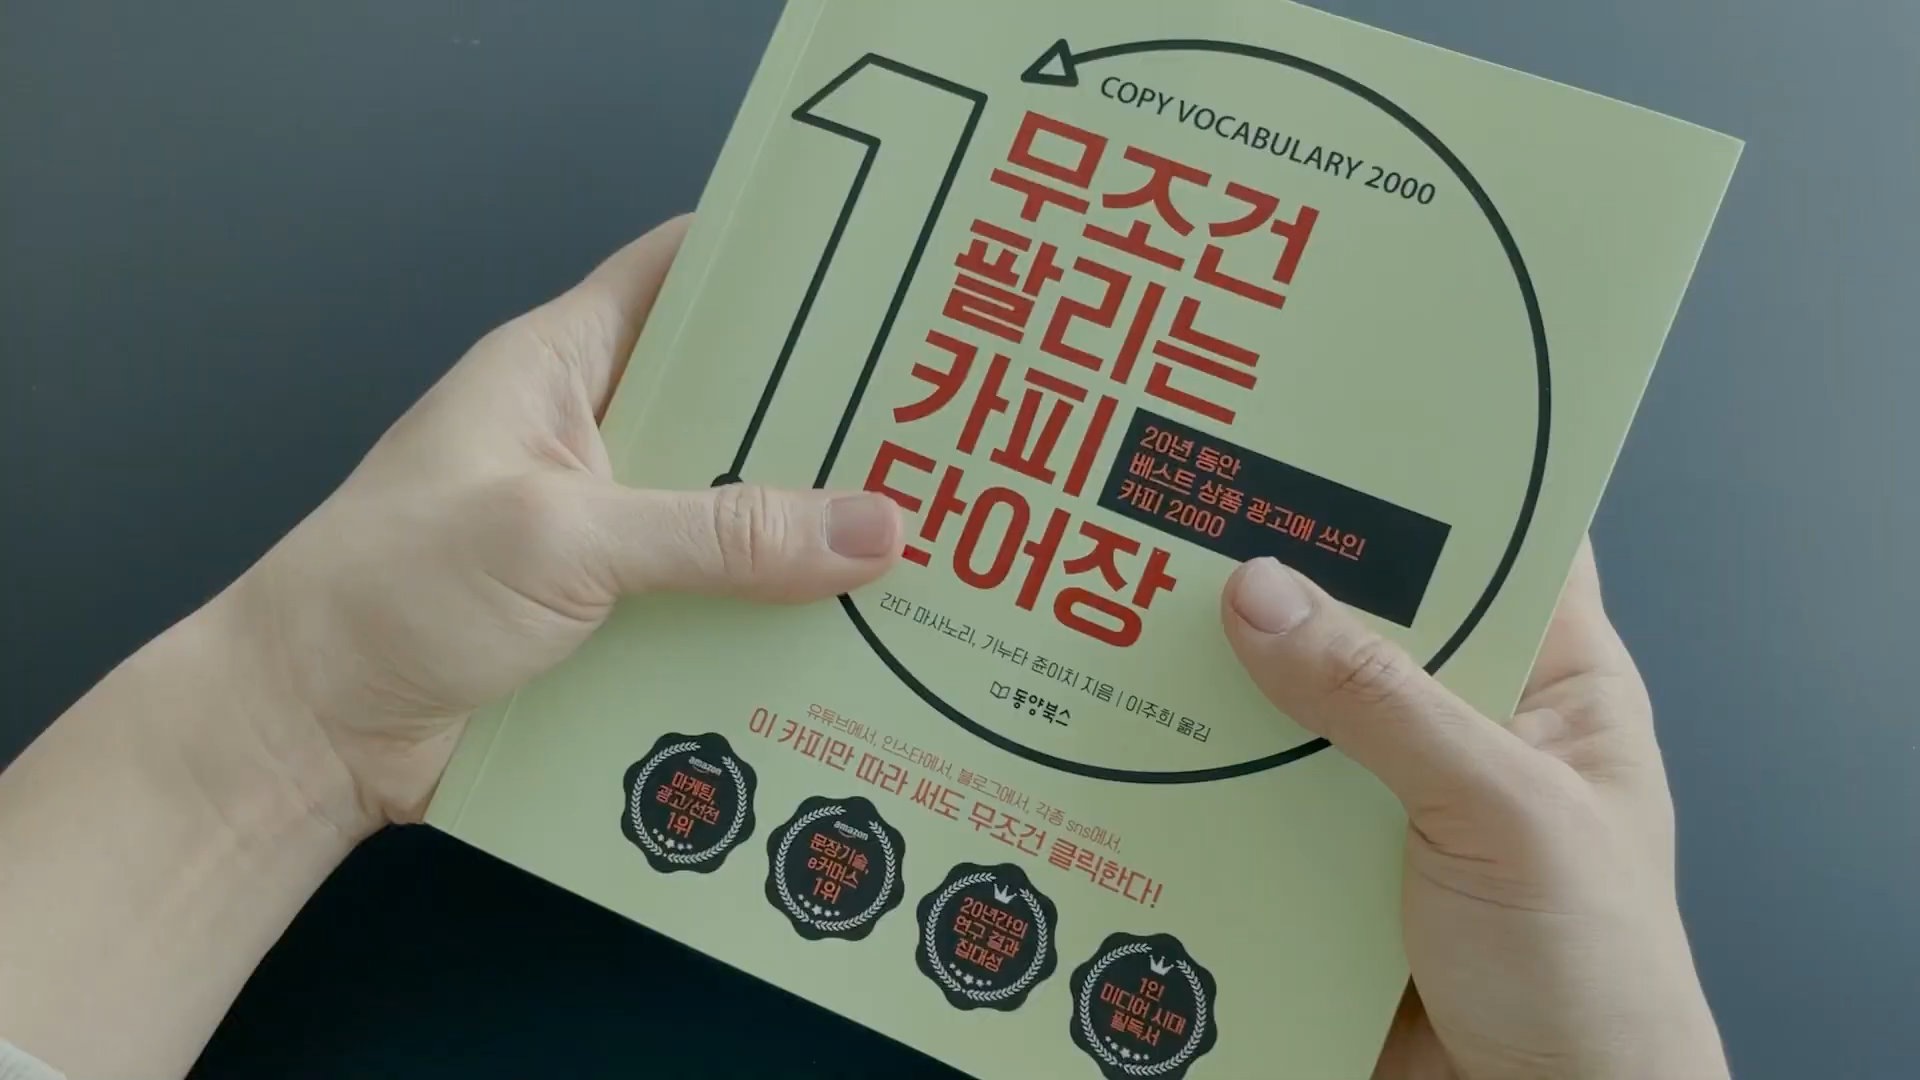 COPY VOCABULARY 2000
무조건
팔리는
카피
단어장
20년 동안
베스트 상품 광고에 쓰인
카피 2000
간다 마사노리, 기누타 쥰이치 지음 | 이주희 옮김
동양북스
유튜브에서, 인스타에서, 블로그에서, 각종 sns에서,
이 카피만 따라 써도 무조건 클릭한다!
amazon
마케팅,
광고/선전
1위
amazon
문장기술,
e커머스
1위
20년간의
연구 결과
집대성
1인
미디어 시대
필독서